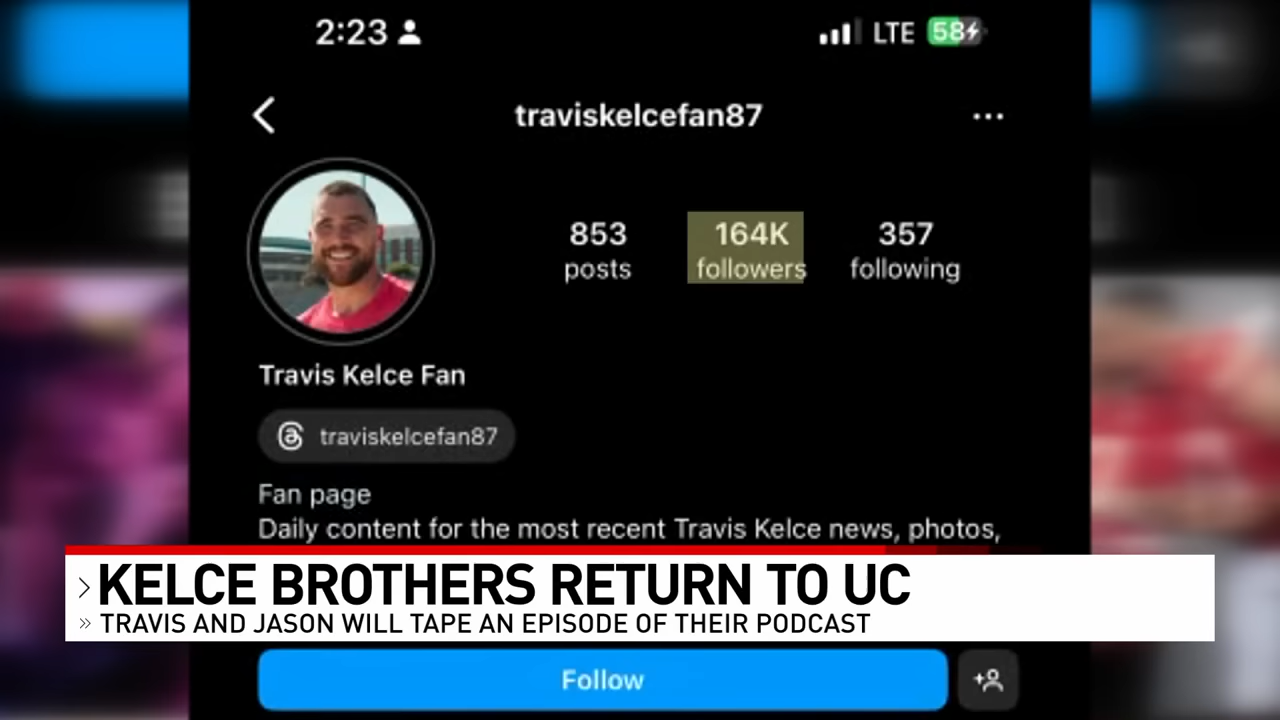 2:23
LTE
58
traviskelcefan87
853
164K
357
posts
followers
following
Travis Kelce Fan
traviskelcefan87
Fan page
Daily content for the most recent Travis Kelce news, photos,
KELCE BROTHERS RETURN TO UC
TRAVIS AND JASON WILL TAPE AN EPISODE OF THEIR PODCAST
Follow